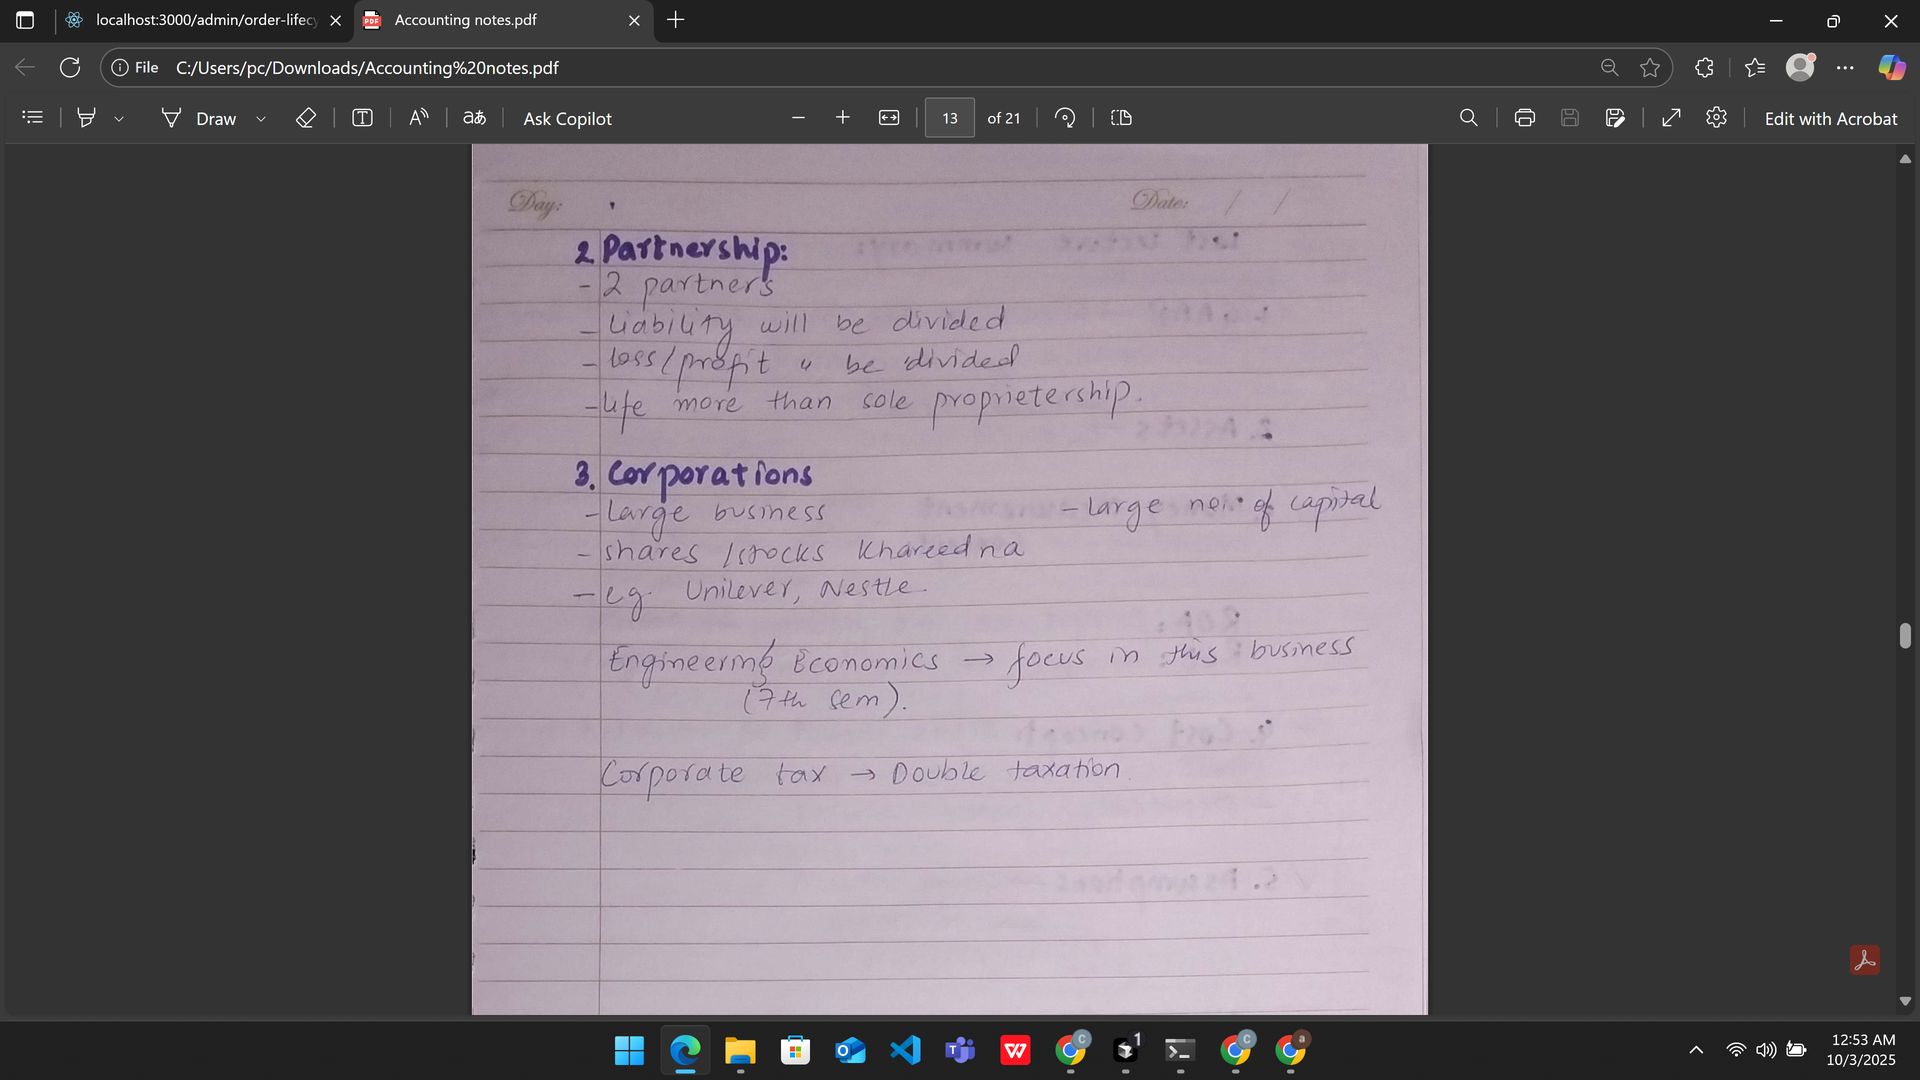 localhost:3000/admin/order-lifecy
Accounting notes.pdf
File C:/Users/pc/Downloads/Accounting%20notes.pdf
Draw
Ask Copilot
13 of 21
Edit with Acrobat
Day:
Date: / /
2. Partnership:
- 2 partners
- liability will be divided
- loss/profit " be divided
- life more than sole proprietership.
3. Corporations
- Large business - Large no. of capital
- shares /stocks Khareedna
- eg. Unilever, Nestle.
Engineering Economics → focus in this business
(7th sem).
Corporate tax → Double taxation.
12:53 AM
10/3/2025